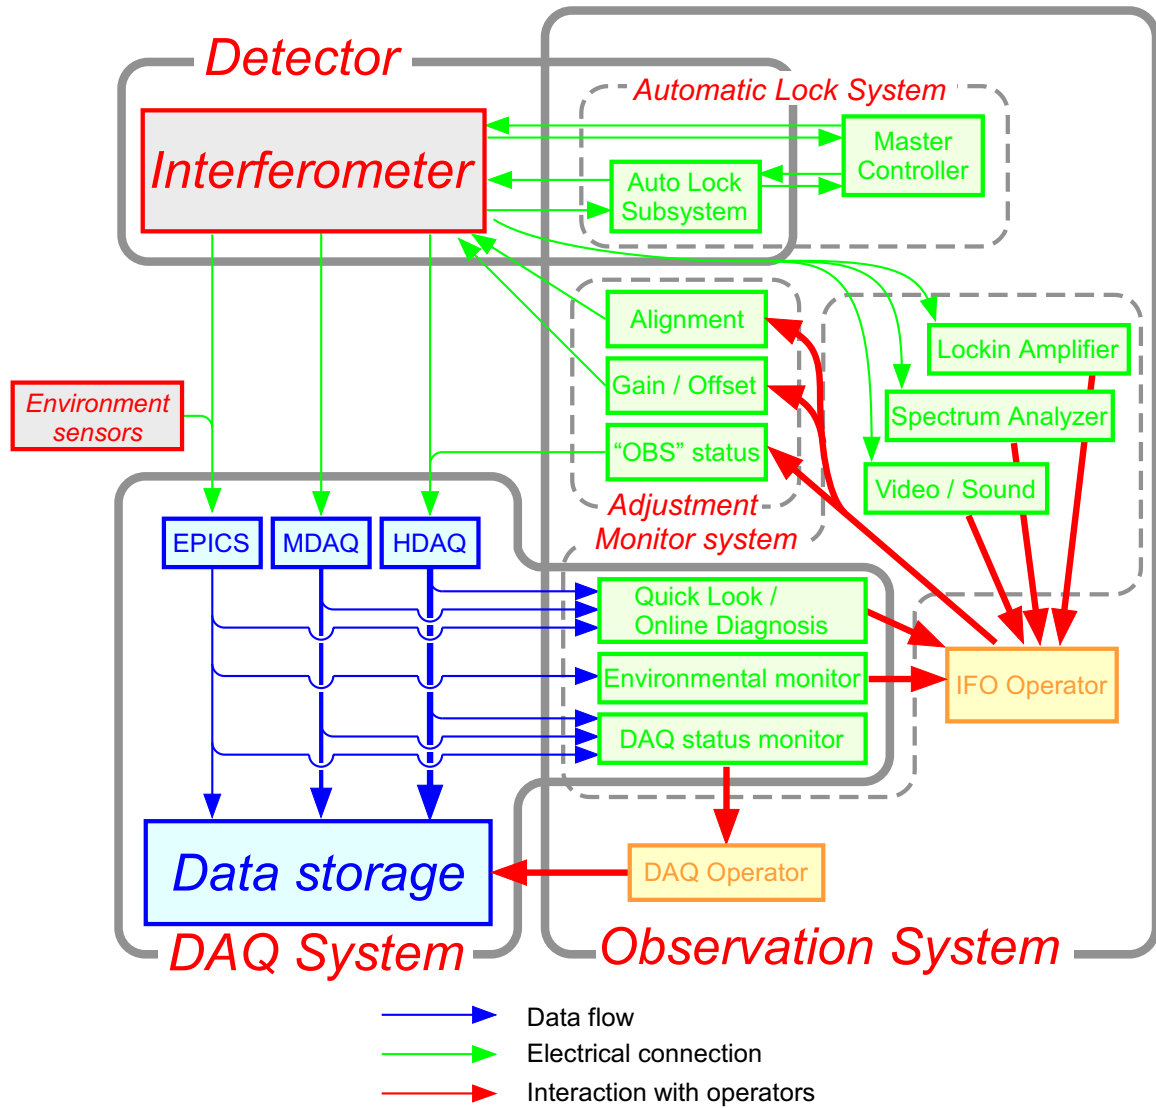 Detector
Automatic Lock System
Interferometer
Master
Controller
Auto Lock
Subsystem
Alignment
Lockin Amplifier
Gain / Offset
Environment
sensors
Spectrum Analyzer
“OBS” status
Video / Sound
Adjustment
Monitor system
EPICS
MDAQ
HDAQ
Quick Look /
Online Diagnosis
Environmental monitor
IFO Operator
DAQ status monitor
Data storage
DAQ Operator
DAQ System
Observation System
Data flow
Electrical connection
Interaction with operators